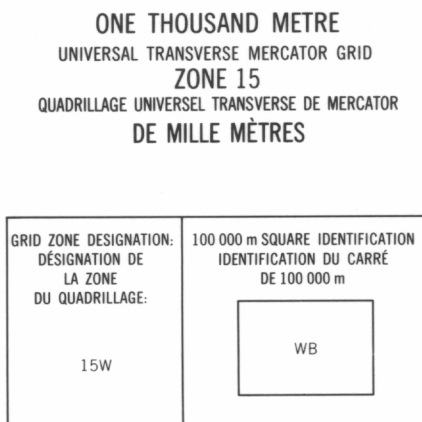 ONE THOUSAND METRE
UNIVERSAL TRANSVERSE MERCATOR GRID
ZONE 15
QUADRILLAGE UNIVERSEL TRANSVERSE DE MERCATOR
DE MILLE MÈTRES
GRID ZONE DESIGNATION:
DÉSIGNATION DE
LA ZONE
DU QUADRILLAGE:
15W
100 000 m SQUARE IDENTIFICATION
IDENTIFICATION DU CARRÉ
DE 100 000 m
WB